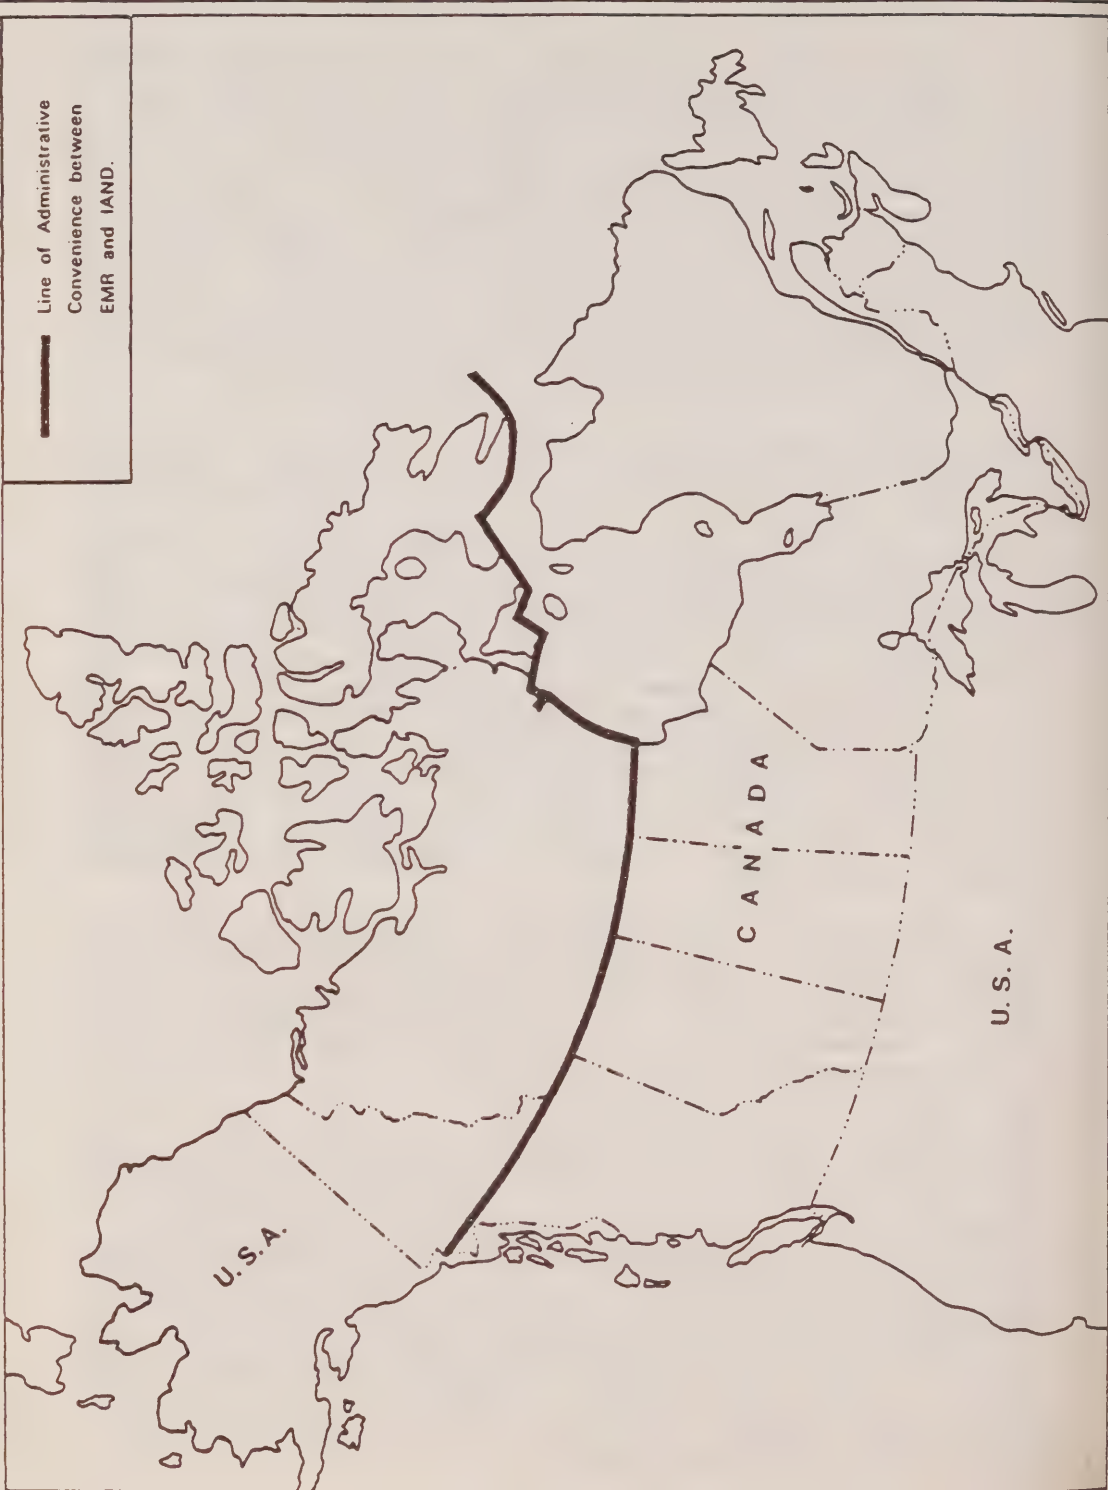 Line of Administrative
Convenience between
EMR and IAND.
CANADA
U.S.A.
U.S.A.